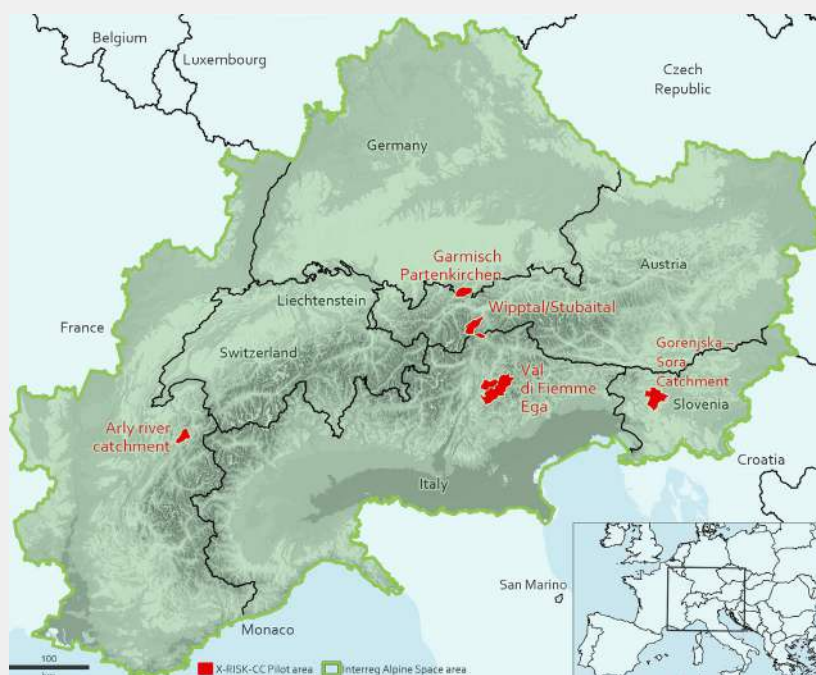 Belgium
Luxembourg
Czech
Republic
Germany
Garmisch
Partenkirchen
Austria
Liechtenstein
Wipptal/Stubaital
France
Switzerland
Gorenjska –
Sora
Catchment
Val
di Fiemme
Ega
Slovenia
Arly river
catchment
Croatia
Italy
San Marino
Monaco
100
X-RISK-CC Pilot area
Interreg Alpine Space area